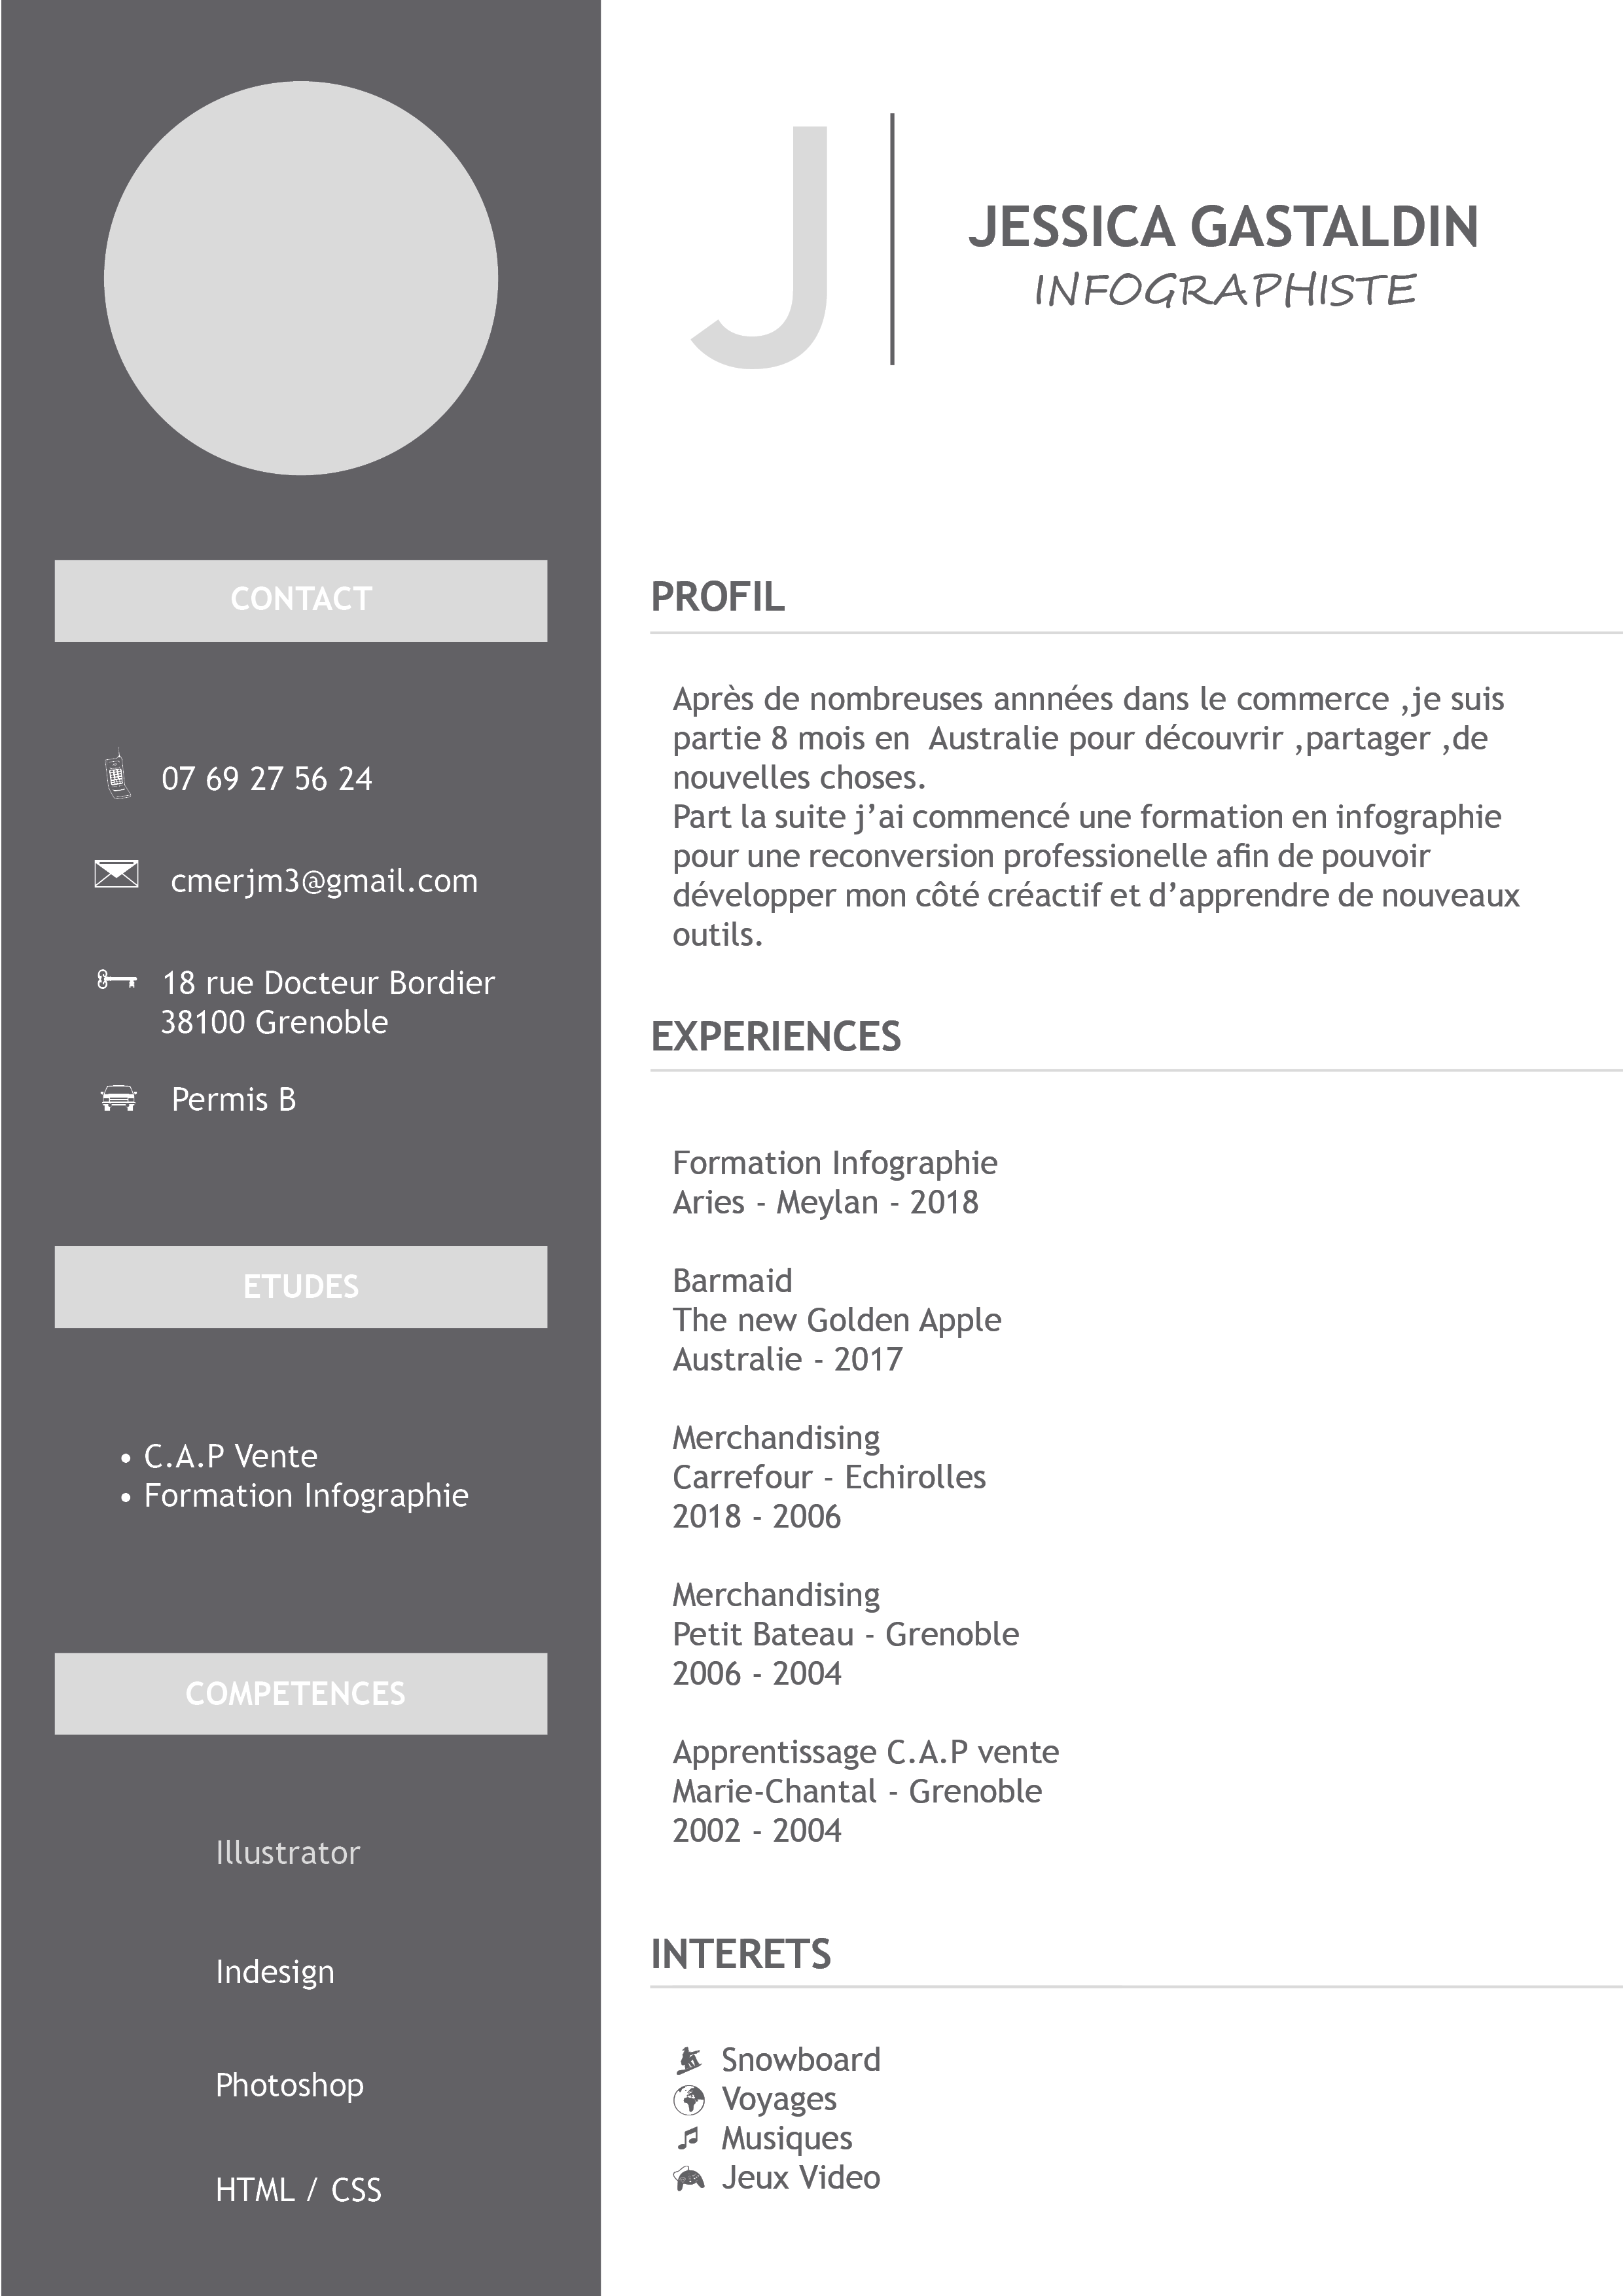 J
JESSICA GASTALDIN
INFOGRAPHISTE
CONTACT
07 69 27 56 24
cmerjm3@gmail.com
18 rue Docteur Bordier
38100 Grenoble
Permis B
ETUDES
• C.A.P Vente
• Formation Infographie
COMPETENCES
Illustrator
Indesign
Photoshop
HTML / CSS
PROFIL
Après de nombreuses annnées dans le commerce ,je suis
partie 8 mois en  Australie pour découvrir ,partager ,de
nouvelles choses.
Part la suite j’ai commencé une formation en infographie
pour une reconversion professionelle afin de pouvoir
développer mon côté créactif et d’apprendre de nouveaux
outils.
EXPERIENCES
Formation Infographie
Aries - Meylan - 2018
Barmaid
The new Golden Apple
Australie - 2017
Merchandising
Carrefour - Echirolles
2018 - 2006
Merchandising
Petit Bateau - Grenoble
2006 - 2004
Apprentissage C.A.P vente
Marie-Chantal - Grenoble
2002 - 2004
INTERETS
Snowboard
Voyages
Musiques
Jeux Video